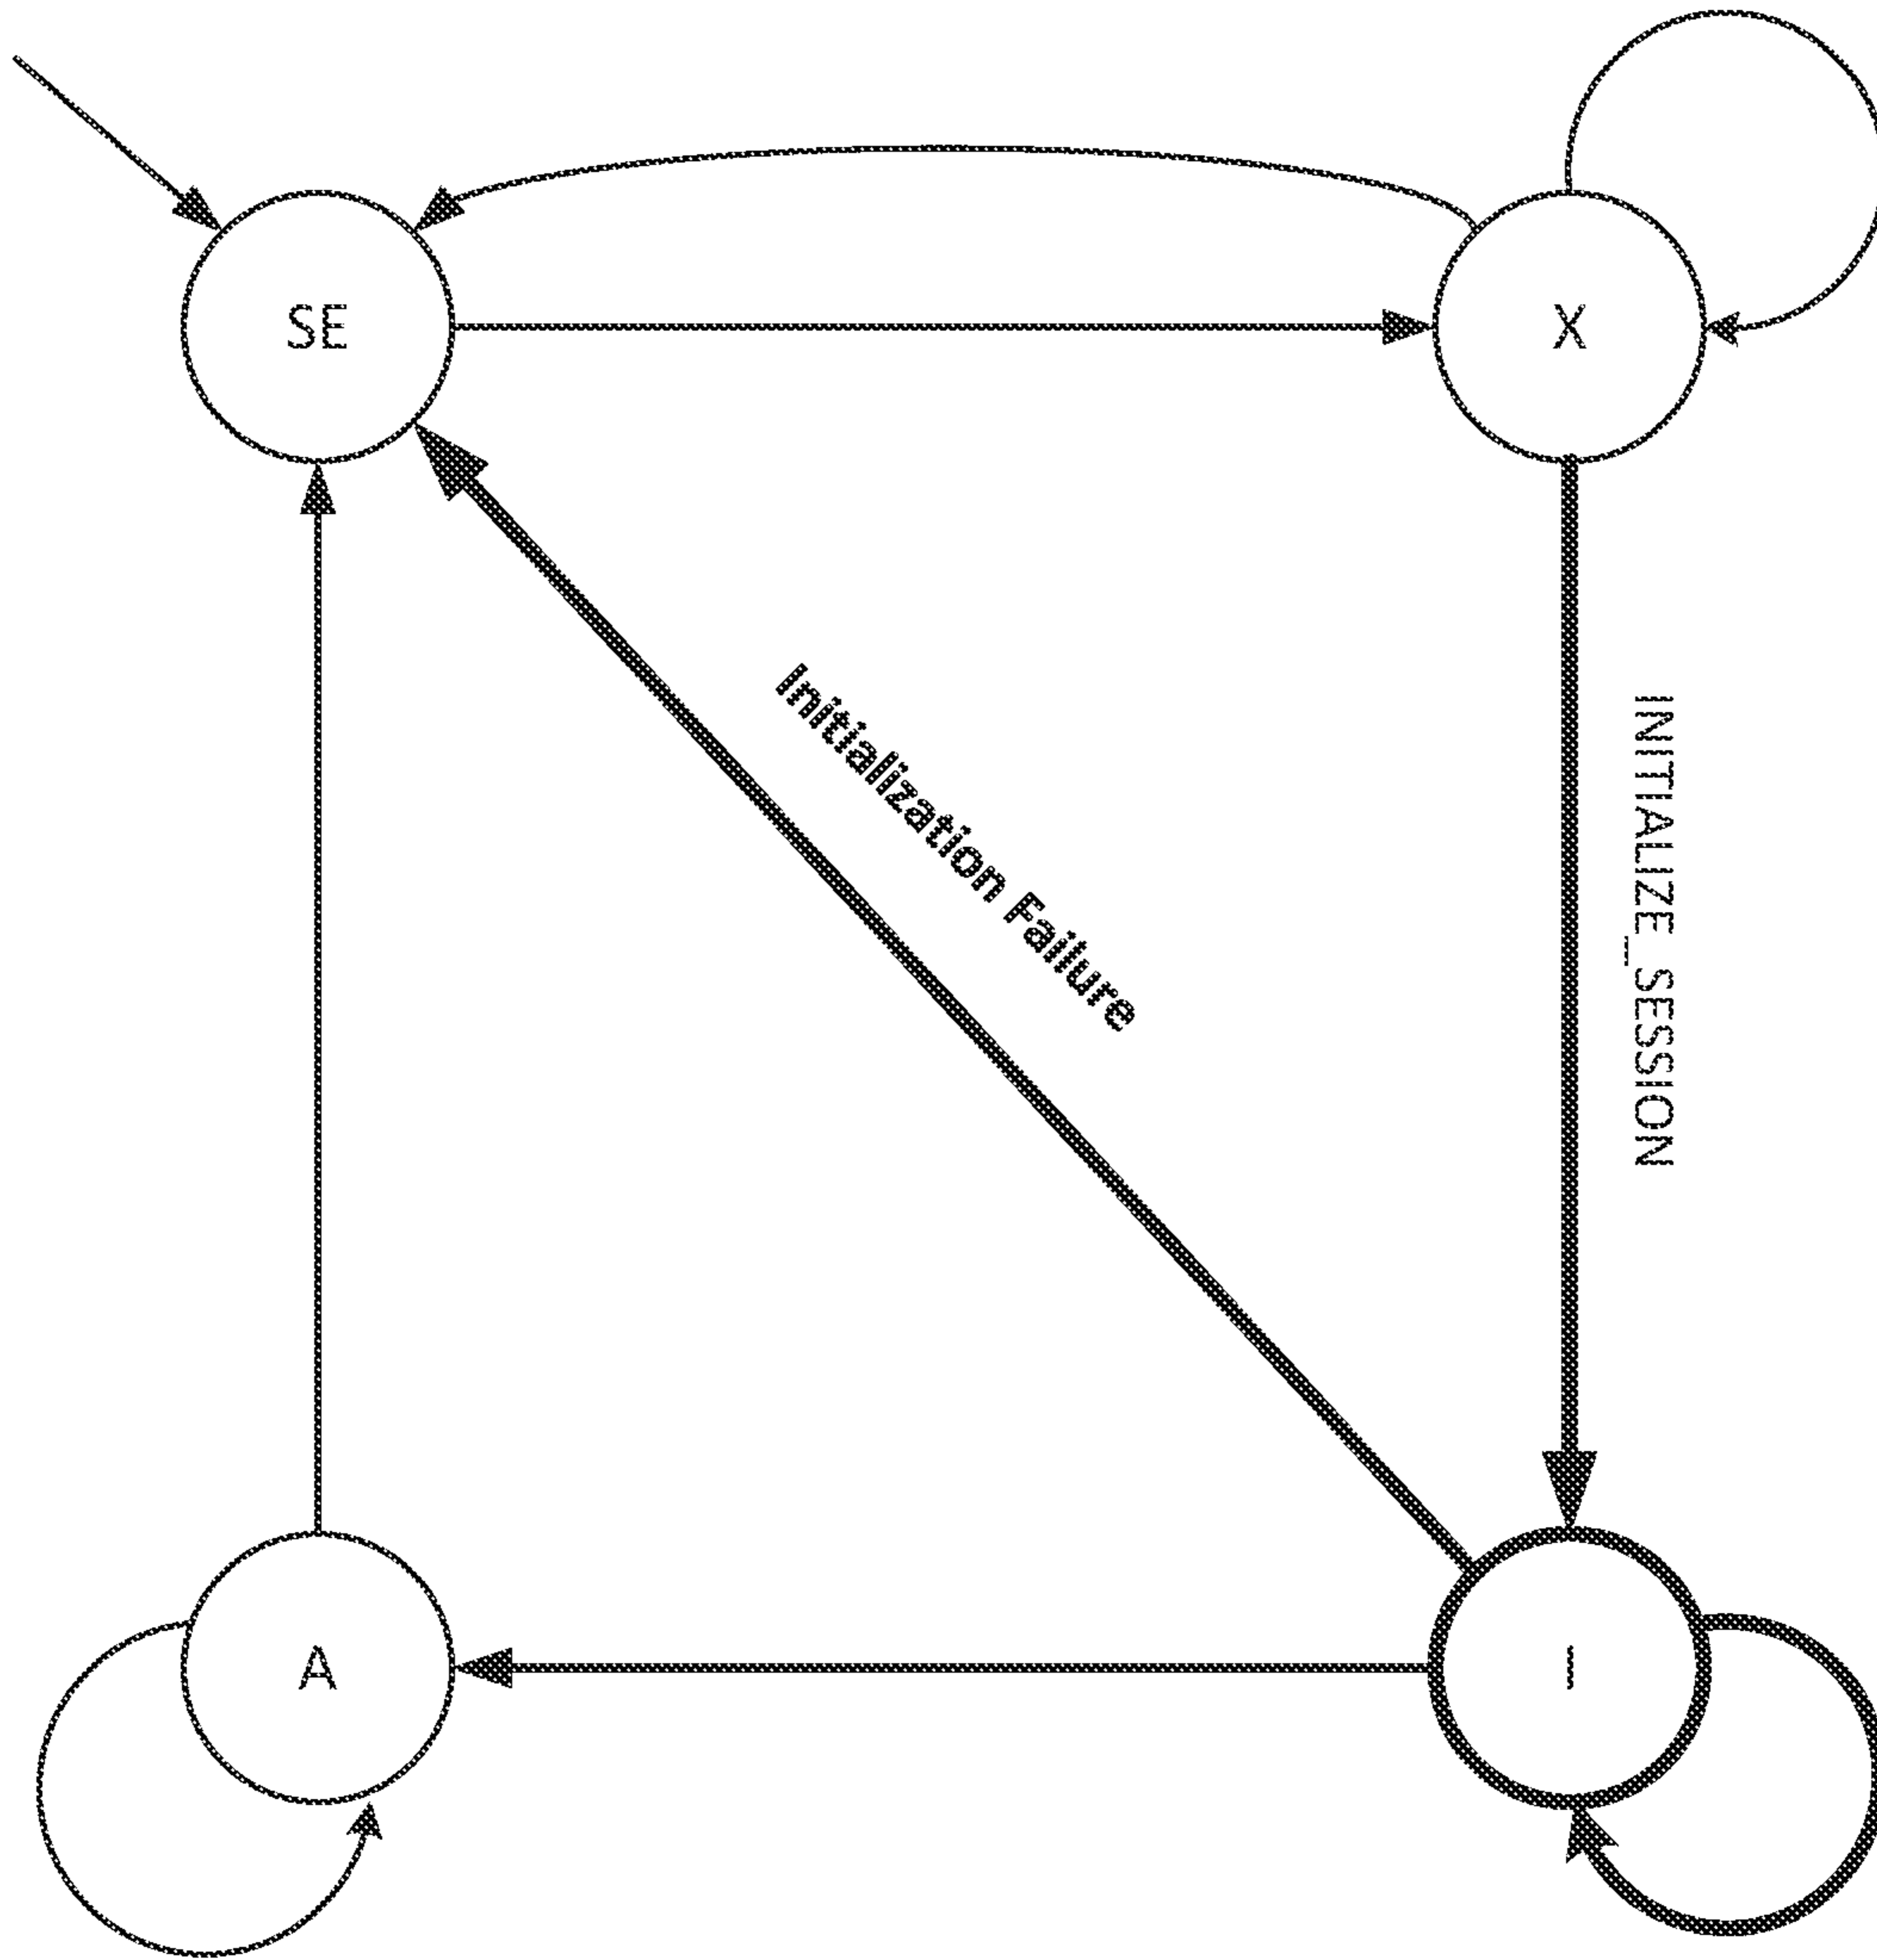 SE
X
Initialization Failure
INITIALIZE_SESSION
A
I